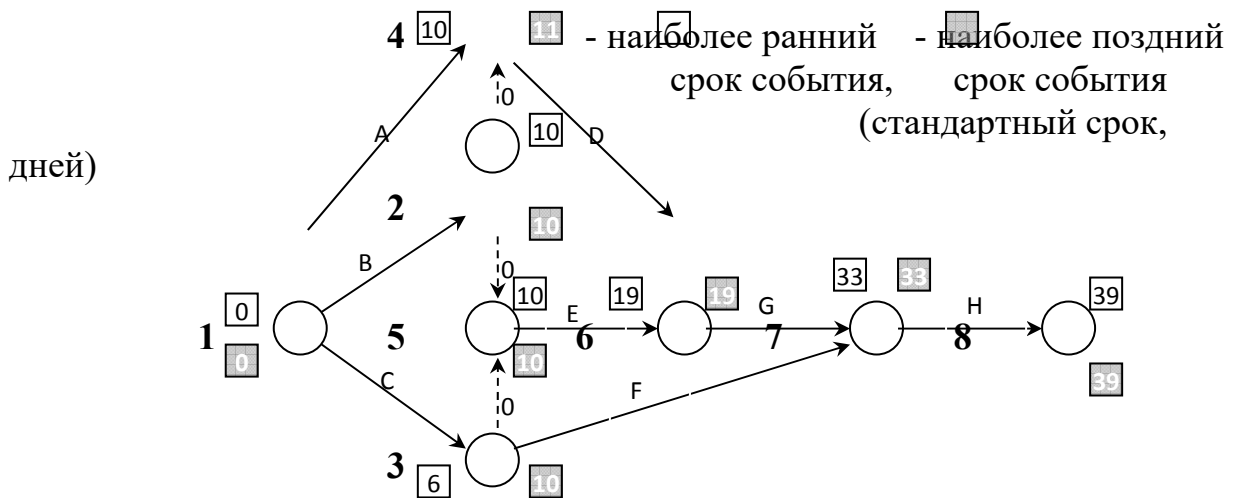 4 10 11 - наиболее ранний - наиболее поздний
срок события, срок события
(стандартный срок,
дней)
0
A
10
D
2
10
B
0
0
1
0
5
10
10
E
19
6
19
G
7
33
33
H
8
39
39
C
F
0
3
6
10